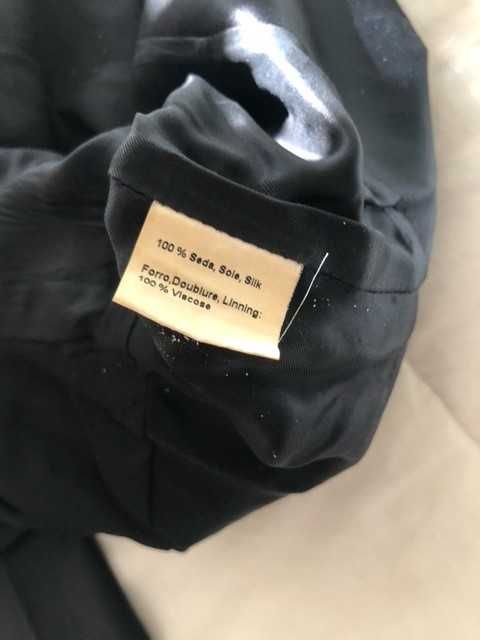 100 % Seda, Soie, Silk
Forro,Doublure, Linning:
100 % Viscose